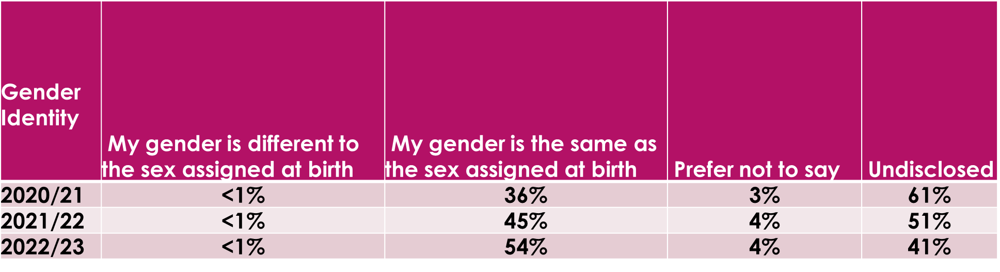 Gender
Identity
My gender is different to
the sex assigned at birth
My gender is the same as
the sex assigned at birth
Prefer not to say
Undisclosed
2020/21 <1% 36% 3% 61%
2021/22 <1% 45% 4% 51%
2022/23 <1% 54% 4% 41%